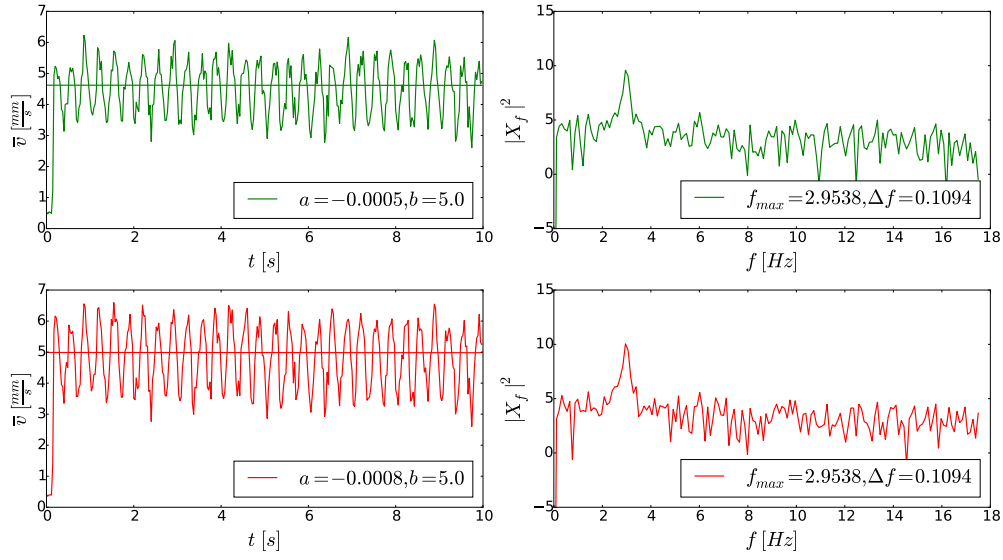 7
6
5
4
3
2
1
0
v̅ [mm/s]
a=−0.0005,b=5.0
0 2 4 6 8 10
t [s]
15
10
5
0
−5
|X_f|²
f_max=2.9538,Δf=0.1094
0 2 4 6 8 10 12 14 16 18
f [Hz]
7
6
5
4
3
2
1
0
v̅ [mm/s]
a=−0.0008,b=5.0
0 2 4 6 8 10
t [s]
15
10
5
0
−5
|X_f|²
f_max=2.9538,Δf=0.1094
0 2 4 6 8 10 12 14 16 18
f [Hz]